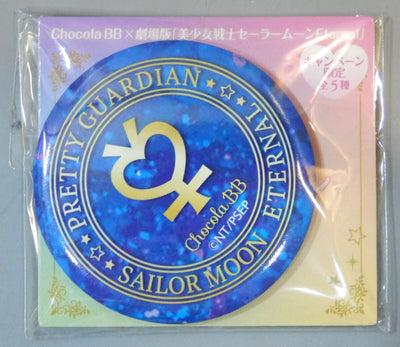 Chocola BB×劇場版「美少女戦士セーラームーンEternal」
キャンペーン
限定
全5種
PRETTY GUARDIAN
SAILOR MOON ETERNAL
Chocola BB
©NT/PSEP